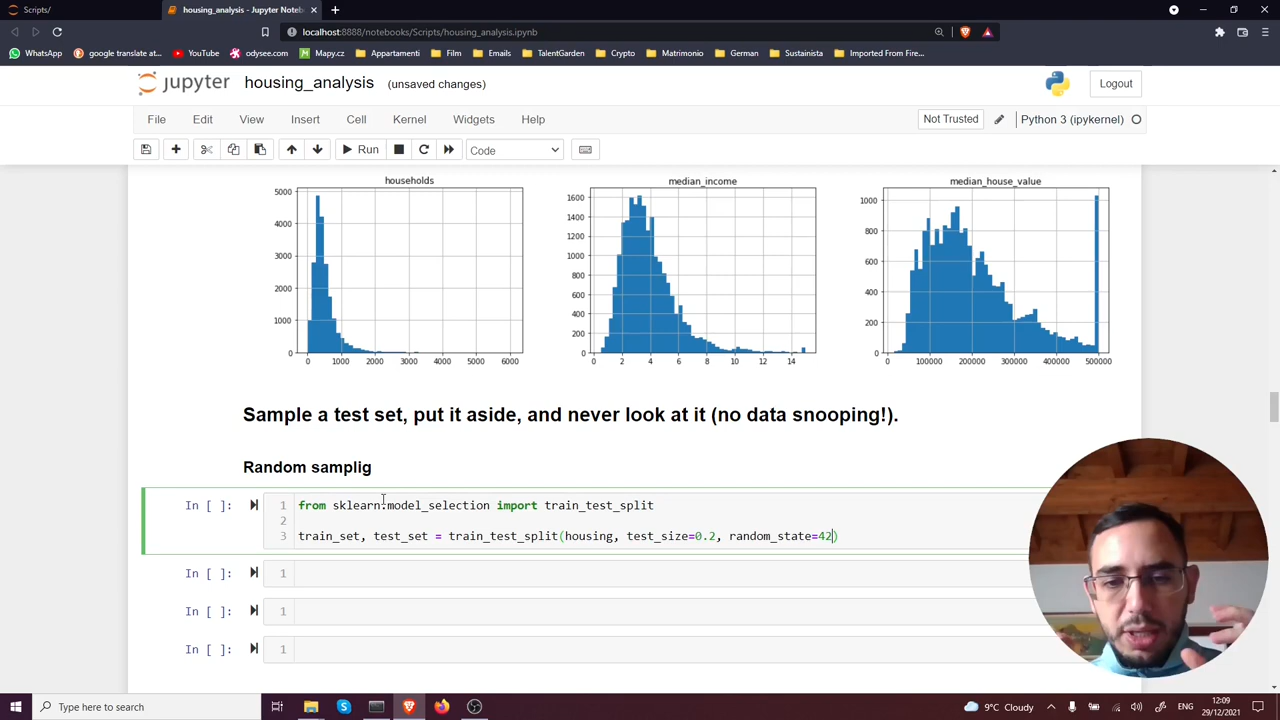 Scripts/
housing_analysis - Jupyter Noteb
localhost:8888/notebooks/Scripts/housing_analysis.ipynb
WhatsApp google translate at... YouTube odysee.com Mapy.cz Appartamenti Film Emails TalentGarden Crypto Matrimonio German Sustainista Imported From Fire...
jupyter housing_analysis (unsaved changes) Logout
File Edit View Insert Cell Kernel Widgets Help Not Trusted Python 3 (ipykernel)
Run Code
households
5000
4000
3000
2000
1000
0
0 1000 2000 3000 4000 5000 6000
median_income
1600
1400
1200
1000
800
600
400
200
0
0 2 4 6 8 10 12 14
median_house_value
1000
800
600
400
200
0
0 100000 200000 300000 400000 500000
Sample a test set, put it aside, and never look at it (no data snooping!).
Random samplig
In [ ]:
1 from sklearn.model_selection import train_test_split
2
3 train_set, test_set = train_test_split(housing, test_size=0.2, random_state=42)
In [ ]: 1
In [ ]: 1
In [ ]: 1
Type here to search
9°C Cloudy
ENG
12:09
29/12/2021